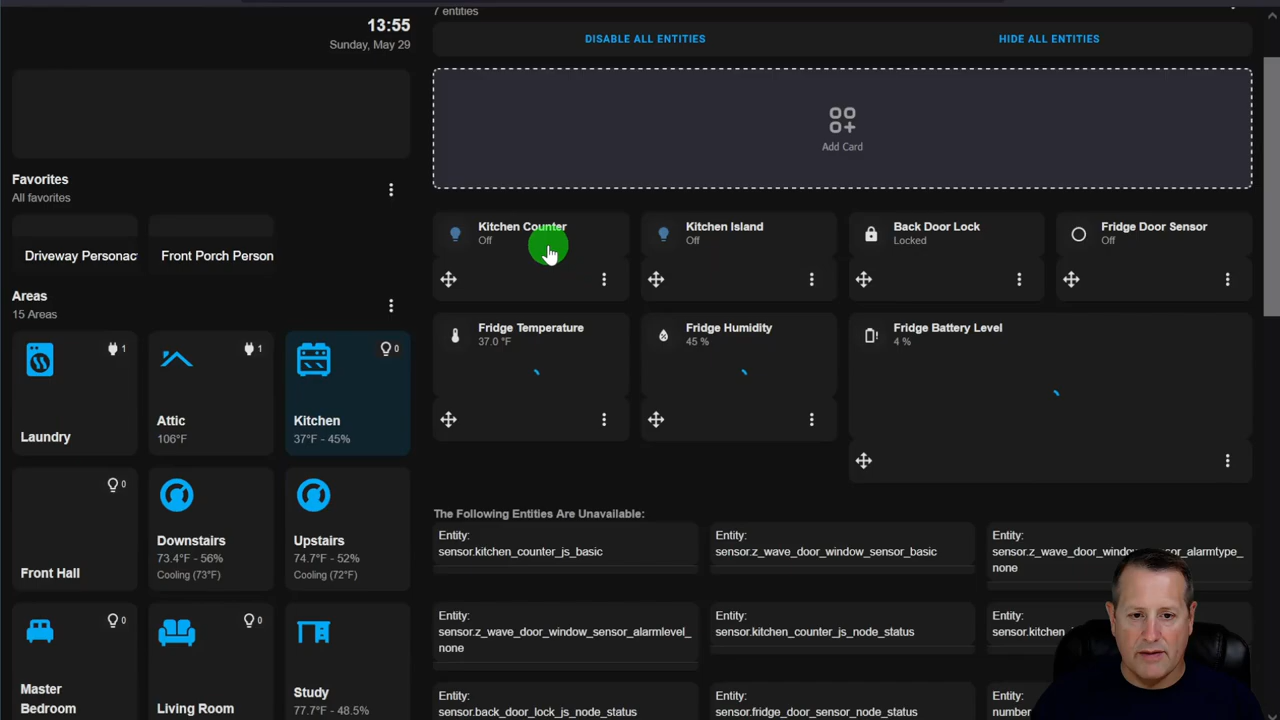 13:55
Sunday, May 29
Favorites
All favorites
Driveway Personac
Front Porch Person
Areas
15 Areas
1
Laundry
1
Attic
106°F
0
Kitchen
37°F - 45%
0
Front Hall
Downstairs
73.4°F - 56%
Cooling (73°F)
Upstairs
74.7°F - 52%
Cooling (72°F)
0
Master
Bedroom
0
Living Room
Study
77.7°F - 48.5%
7 entities
DISABLE ALL ENTITIES
HIDE ALL ENTITIES
Add Card
Kitchen Counter
Off
Kitchen Island
Off
Back Door Lock
Locked
Fridge Door Sensor
Off
Fridge Temperature
37.0 °F
Fridge Humidity
45 %
Fridge Battery Level
4 %
The Following Entities Are Unavailable:
Entity:
sensor.kitchen_counter_js_basic
Entity:
sensor.z_wave_door_window_sensor_basic
Entity:
sensor.z_wave_door_window_sensor_alarmtype_
none
Entity:
sensor.z_wave_door_window_sensor_alarmlevel_
none
Entity:
sensor.kitchen_counter_js_node_status
Entity:
sensor.kitchen
Entity:
sensor.back_door_lock_js_node_status
Entity:
sensor.fridge_door_sensor_node_status
Entity:
number